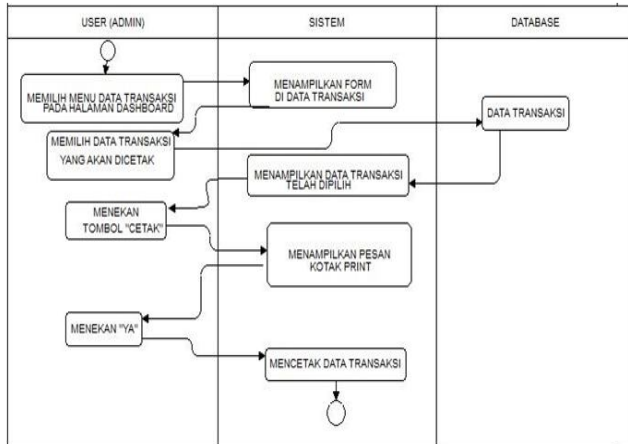 USER (ADMIN)
SISTEM
DATABASE
MEMILIH MENU DATA TRANSAKSI
PADA HALAMAN DASHBOARD
MENAMPILKAN FORM
DI DATA TRANSAKSI
MEMILIH DATA TRANSAKSI
YANG AKAN DICETAK
DATA TRANSAKSI
MENAMPILKAN DATA TRANSAKSI
TELAH DIPILIH
MENEKAN
TOMBOL "CETAK"
MENAMPILKAN PESAN
KOTAK PRINT
MENEKAN "YA"
MENCETAK DATA TRANSAKSI